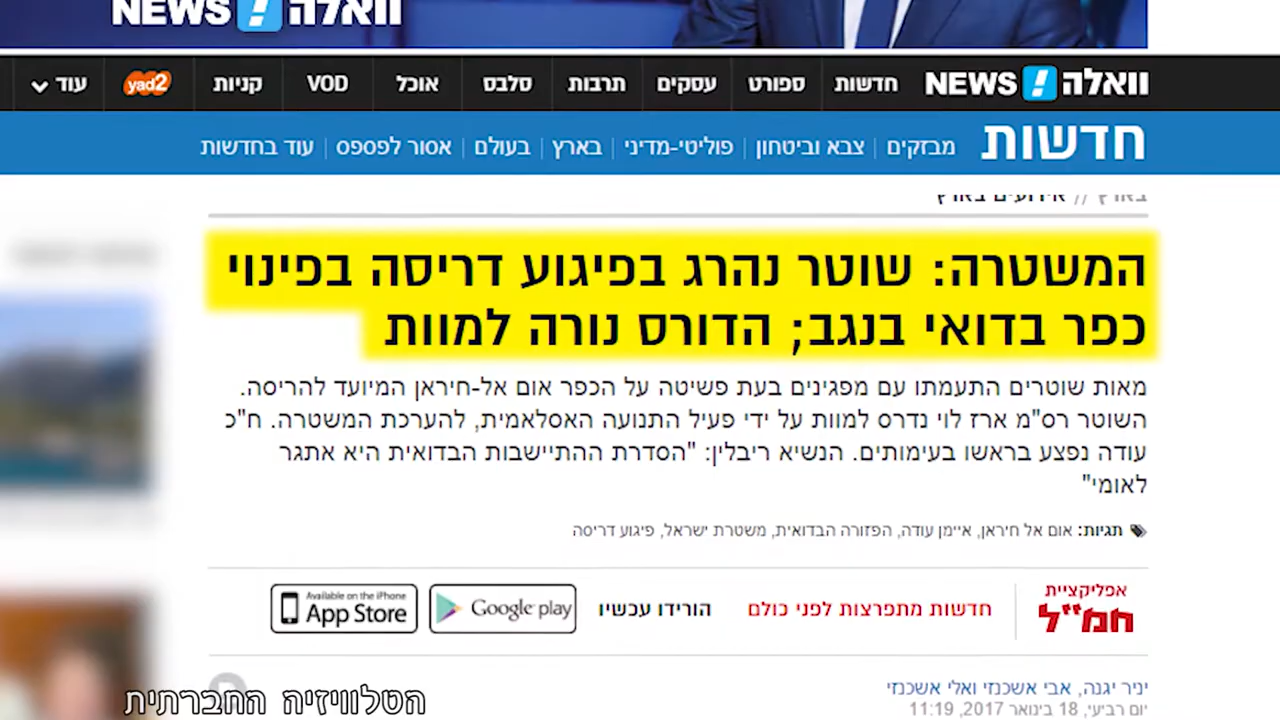 וואלה! NEWS
וואלה! NEWS
חדשות
ספורט
עסקים
תרבות
סלבס
אוכל
VOD
קניות
yad2
עוד
חדשות
מבזקים | צבא וביטחון | פוליטי-מדיני | בארץ | בעולם | אסור לפספס | עוד בחדשות
בארץ // אירועים בארץ
המשטרה: שוטר נהרג בפיגוע דריסה בפינוי
כפר בדואי בנגב; הדורס נורה למוות
מאות שוטרים התעמתו עם מפגינים בעת פשיטה על הכפר אום אל-חיראן המיועד להריסה.
השוטר רס"מ ארז לוי נדרס למוות על ידי פעיל התנועה האסלאמית, להערכת המשטרה. ח"כ
עודה נפצע בראשו בעימותים. הנשיא ריבלין: "הסדרת ההתיישבות הבדואית היא אתגר
לאומי"
תגיות: אום אל חיראן, איימן עודה, הפזורה הבדואית, משטרת ישראל, פיגוע דריסה
אפליקציית
חמ"ל
חדשות מתפרצות לפני כולם
הורידו עכשיו
Google play
Available on the iPhone
App Store
יניר יגנה, אבי אשכנזי ואלי אשכנזי
יום רביעי, 18 בינואר 2017, 11:19
הטלוויזיה החברתית